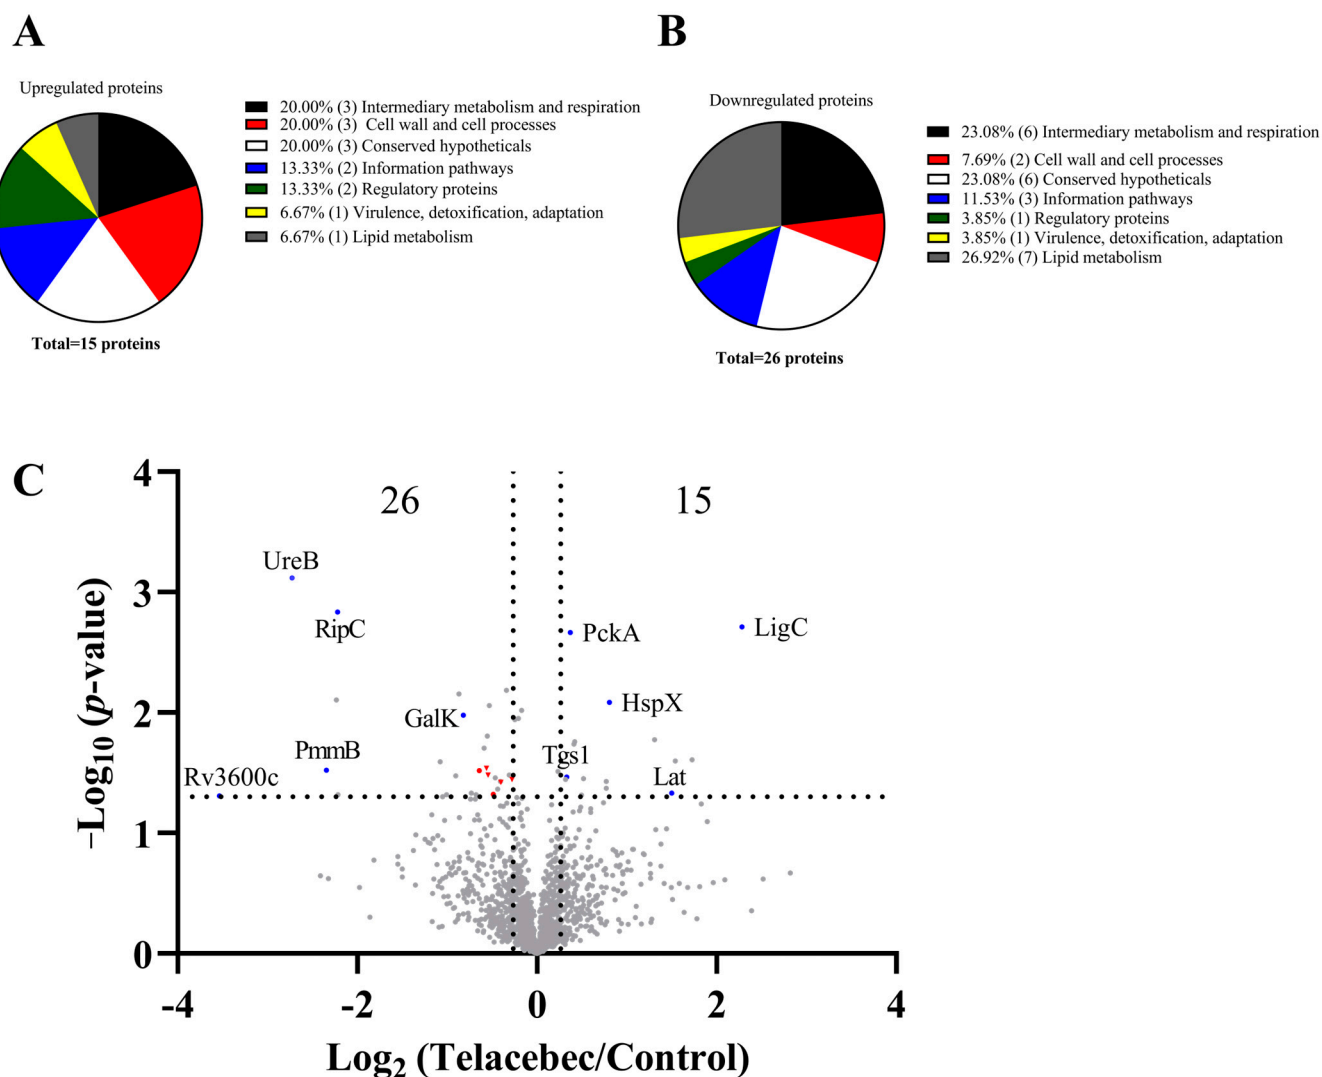 A
Upregulated proteins
20.00% (3) Intermediary metabolism and respiration
20.00% (3) Cell wall and cell processes
20.00% (3) Conserved hypotheticals
13.33% (2) Information pathways
13.33% (2) Regulatory proteins
6.67% (1) Virulence, detoxification, adaptation
6.67% (1) Lipid metabolism
Total=15 proteins
B
Downregulated proteins
23.08% (6) Intermediary metabolism and respiration
7.69% (2) Cell wall and cell processes
23.08% (6) Conserved hypotheticals
11.53% (3) Information pathways
3.85% (1) Regulatory proteins
3.85% (1) Virulence, detoxification, adaptation
26.92% (7) Lipid metabolism
Total=26 proteins
C
4
3
2
1
0
−Log10 (p-value)
26
15
UreB
RipC
PckA
LigC
HspX
GalK
PmmB
Tgs1
Rv3600c
Lat
-4
-2
0
2
4
Log2 (Telacebec/Control)